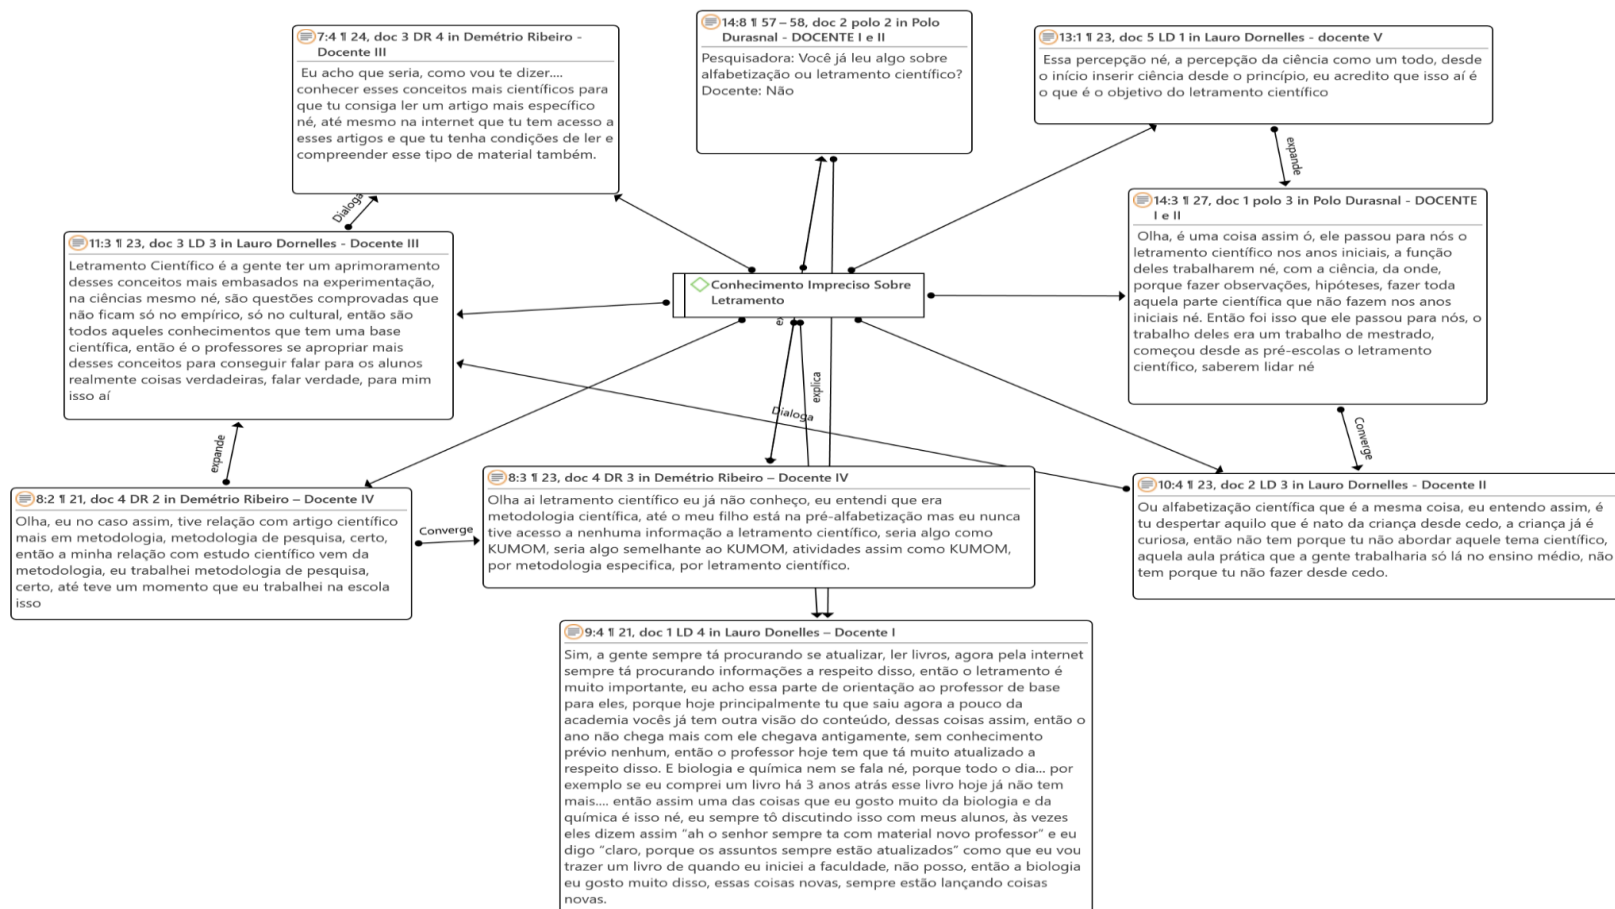 7:4 ¶ 24, doc 3 DR 4 in Demétrio Ribeiro -
Docente III
Eu acho que seria, como vou te dizer....
conhecer esses conceitos mais científicos para
que tu consiga ler um artigo mais específico
né, até mesmo na internet que tu tem acesso a
esses artigos e que tu tenha condições de ler e
compreender esse tipo de material também.
14:8 ¶ 57 – 58, doc 2 polo 2 in Polo
Durasnal - DOCENTE I e II
Pesquisadora: Você já leu algo sobre
alfabetização ou letramento científico?
Docente: Não
13:1 ¶ 23, doc 5 LD 1 in Lauro Dornelles - docente V
Essa percepção né, a percepção da ciência como um todo, desde
o início inserir ciência desde o princípio, eu acredito que isso aí é
o que é o objetivo do letramento científico
expande
Dialoga
14:3 ¶ 27, doc 1 polo 3 in Polo Durasnal - DOCENTE
I e II
Olha, é uma coisa assim ó, ele passou para nós o
letramento científico nos anos iniciais, a função
deles trabalharem né, com a ciência, da onde,
porque fazer observações, hipóteses, fazer toda
aquela parte científica que não fazem nos anos
iniciais né. Então foi isso que ele passou para nós, o
trabalho deles era um trabalho de mestrado,
começou desde as pré-escolas o letramento
científico, saberem lidar né
11:3 ¶ 23, doc 3 LD 3 in Lauro Dornelles - Docente III
Letramento Científico é a gente ter um aprimoramento
desses conceitos mais embasados na experimentação,
na ciências mesmo né, são questões comprovadas que
não ficam só no empírico, só no cultural, então são
todos aqueles conhecimentos que tem uma base
científica, então é o professores se apropriar mais
desses conceitos para conseguir falar para os alunos
realmente coisas verdadeiras, falar verdade, para mim
isso aí
Conhecimento Impreciso Sobre
Letramento
explica
Dialoga
expande
Converge
8:2 ¶ 21, doc 4 DR 2 in Demétrio Ribeiro – Docente IV
Olha, eu no caso assim, tive relação com artigo científico
mais em metodologia, metodologia de pesquisa, certo,
então a minha relação com estudo científico vem da
metodologia, eu trabalhei metodologia de pesquisa,
certo, até teve um momento que eu trabalhei na escola
isso
Converge
8:3 ¶ 23, doc 4 DR 3 in Demétrio Ribeiro – Docente IV
Olha ai letramento científico eu já não conheço, eu entendi que era
metodologia científica, até o meu filho está na pré-alfabetização mas eu nunca
tive acesso a nenhuma informação a letramento científico, seria algo como
KUMOM, seria algo semelhante ao KUMOM, atividades assim como KUMOM,
por metodologia especifica, por letramento científico.
10:4 ¶ 23, doc 2 LD 3 in Lauro Dornelles - Docente II
Ou alfabetização científica que é a mesma coisa, eu entendo assim, é
tu despertar aquilo que é nato da criança desde cedo, a criança já é
curiosa, então não tem porque tu não abordar aquele tema científico,
aquela aula prática que a gente trabalharia só lá no ensino médio, não
tem porque tu não fazer desde cedo.
9:4 ¶ 21, doc 1 LD 4 in Lauro Donelles – Docente I
Sim, a gente sempre tá procurando se atualizar, ler livros, agora pela internet
sempre tá procurando informações a respeito disso, então o letramento é
muito importante, eu acho essa parte de orientação ao professor de base
para eles, porque hoje principalmente tu que saiu agora a pouco da
academia vocês já tem outra visão do conteúdo, dessas coisas assim, então o
ano não chega mais com ele chegava antigamente, sem conhecimento
prévio nenhum, então o professor hoje tem que tá muito atualizado a
respeito disso. E biologia e química nem se fala né, porque todo o dia... por
exemplo se eu comprei um livro há 3 anos atrás esse livro hoje já não tem
mais.... então assim uma das coisas que eu gosto muito da biologia e da
química é isso né, eu sempre tô discutindo isso com meus alunos, às vezes
eles dizem assim “ah o senhor sempre ta com material novo professor” e eu
digo “claro, porque os assuntos sempre estão atualizados” como que eu vou
trazer um livro de quando eu iniciei a faculdade, não posso, então a biologia
eu gosto muito disso, essas coisas novas, sempre estão lançando coisas
novas.